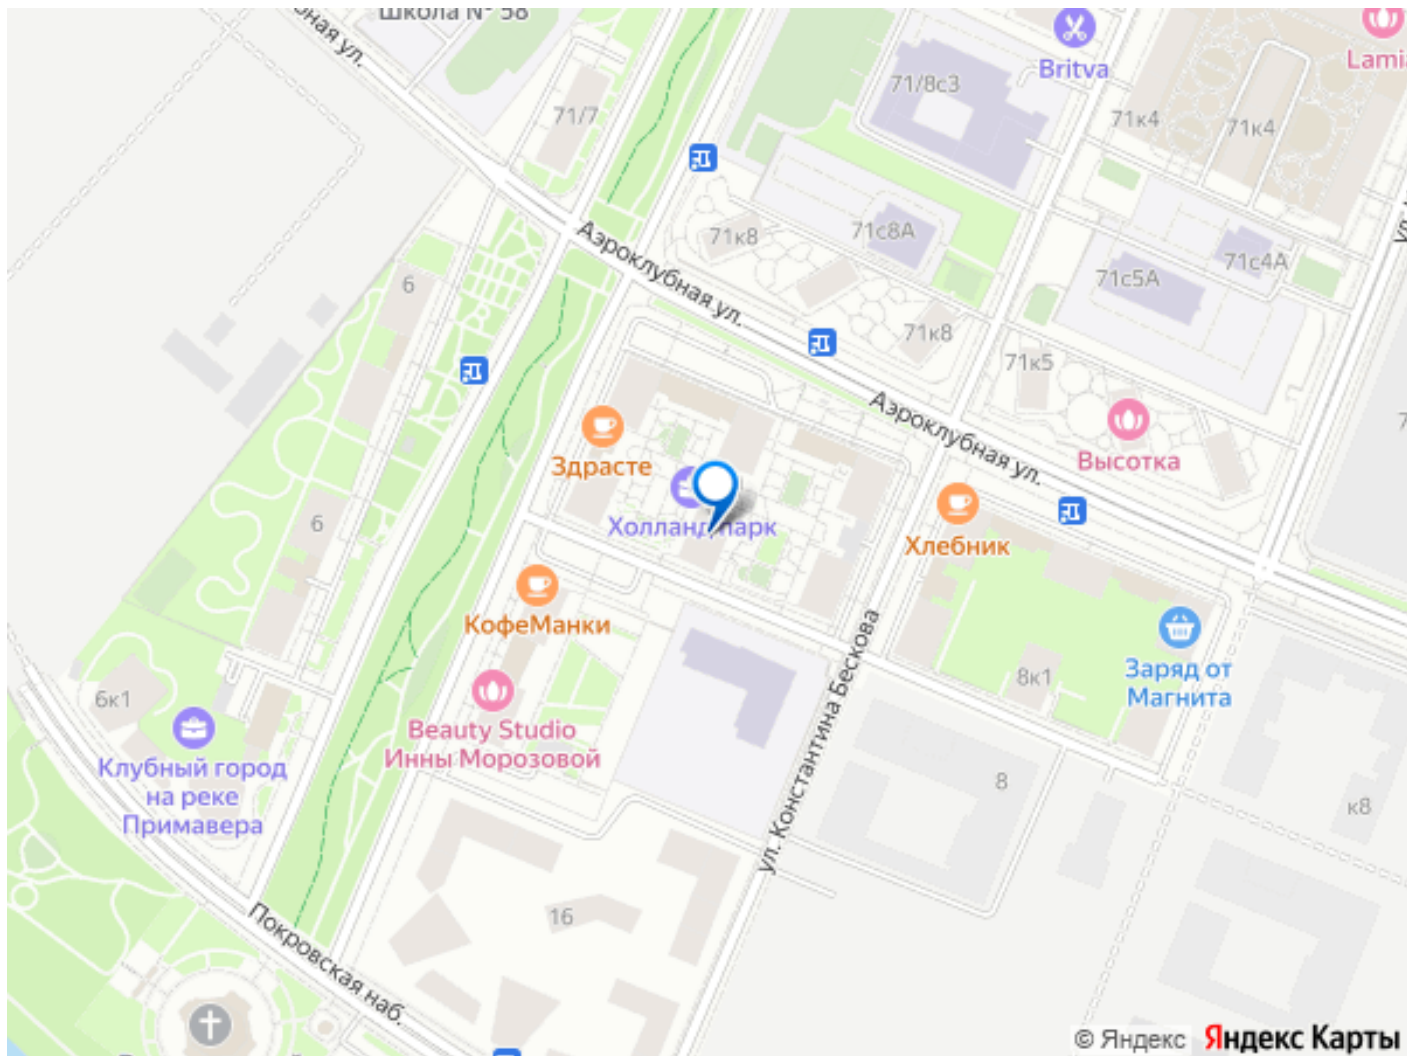 Школа № 58
71/7
Britva
Lami
71/8с3
71к4
71к4
71к8
71с8А
71с5А
71с4А
Аэроклубная ул.
6
71к8
71к5
Аэроклубная ул.
Высотка
Здрасте
Холланд парк
Хлебник
6
КофеМанки
ул. Константина Бескова
8к1
Заряд от
Магнита
6к1
Beauty Studio
Инны Морозовой
Клубный город
на реке
Примавера
8
к8
16
Покровская наб.
© Яндекс Яндекс Карты